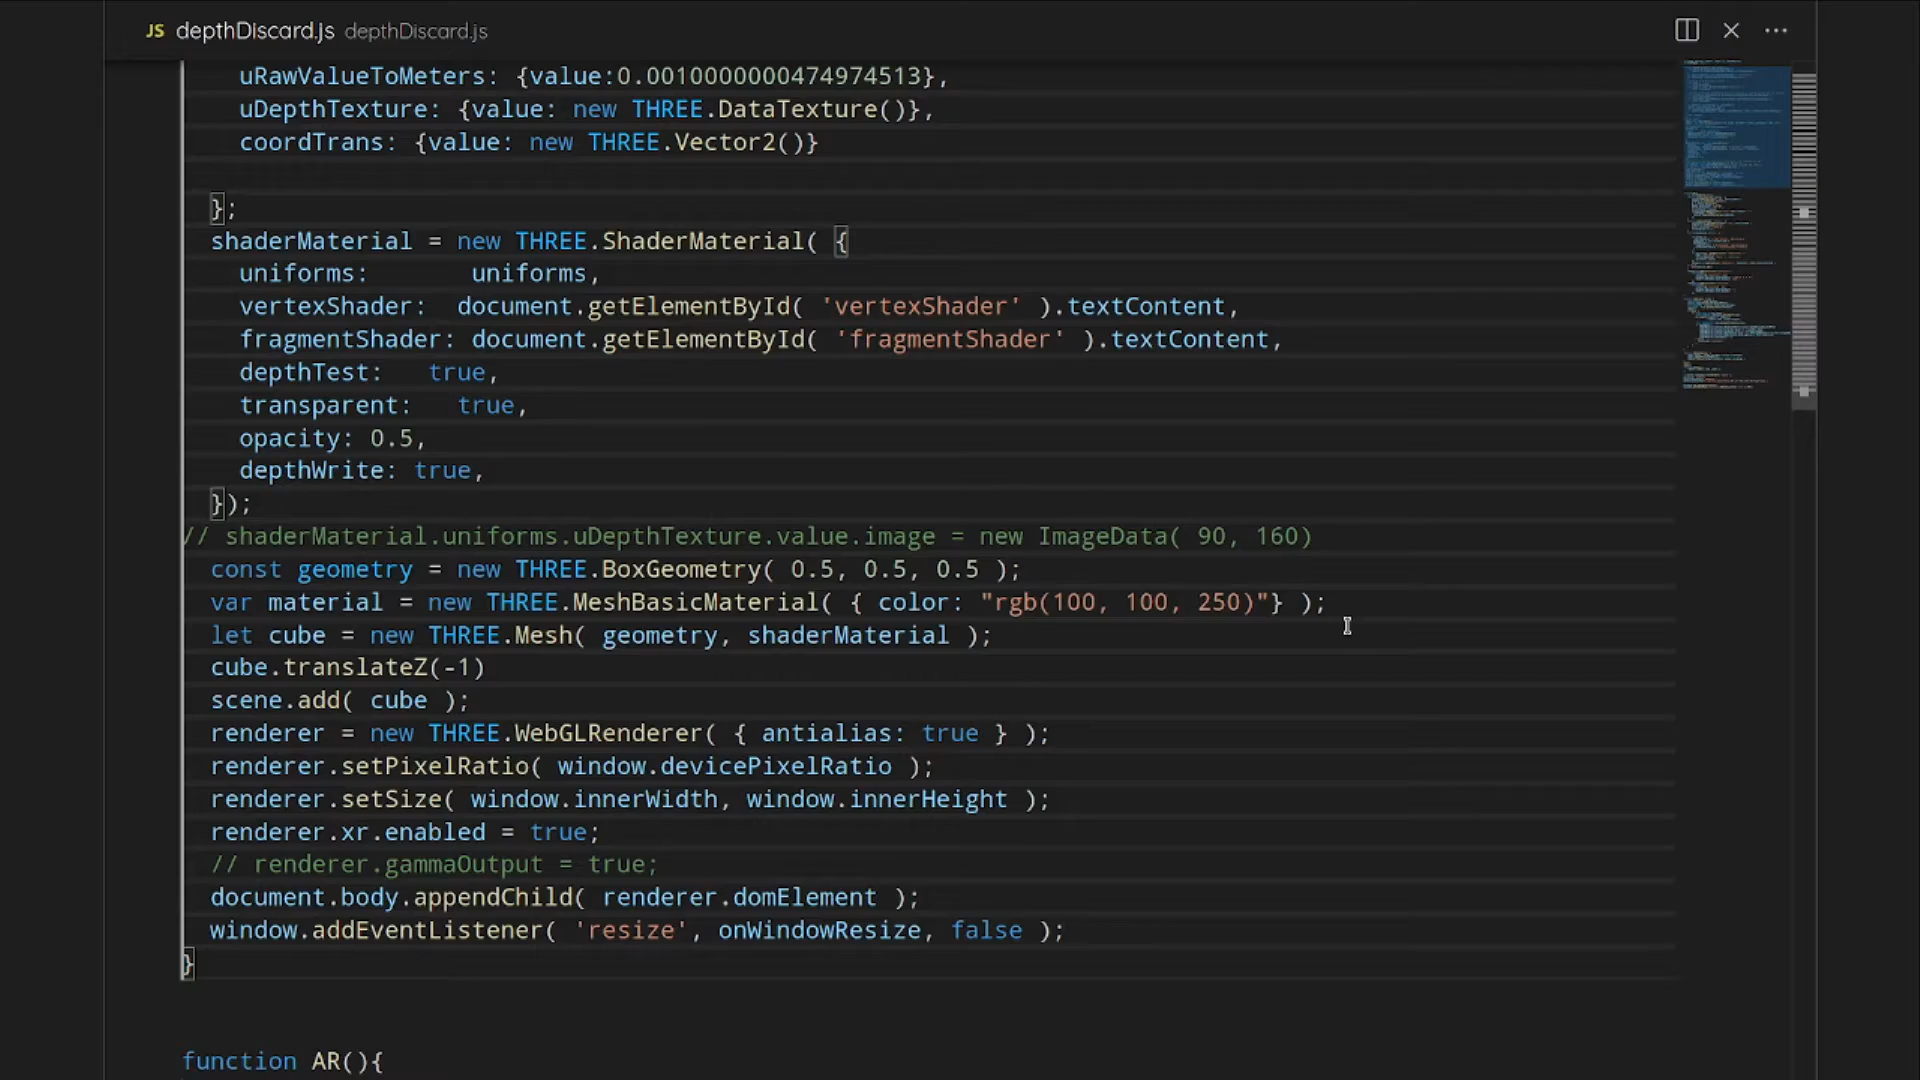 JS depthDiscard.js depthDiscard.js
uRawValueToMeters: {value:0.0010000000474974513},
uDepthTexture: {value: new THREE.DataTexture()},
coordTrans: {value: new THREE.Vector2()}
};
shaderMaterial = new THREE.ShaderMaterial( {
uniforms: uniforms,
vertexShader: document.getElementById( 'vertexShader' ).textContent,
fragmentShader: document.getElementById( 'fragmentShader' ).textContent,
depthTest: true,
transparent: true,
opacity: 0.5,
depthWrite: true,
});
// shaderMaterial.uniforms.uDepthTexture.value.image = new ImageData( 90, 160)
const geometry = new THREE.BoxGeometry( 0.5, 0.5, 0.5 );
var material = new THREE.MeshBasicMaterial( { color: "rgb(100, 100, 250)"} );
let cube = new THREE.Mesh( geometry, shaderMaterial );
cube.translateZ(-1)
scene.add( cube );
renderer = new THREE.WebGLRenderer( { antialias: true } );
renderer.setPixelRatio( window.devicePixelRatio );
renderer.setSize( window.innerWidth, window.innerHeight );
renderer.xr.enabled = true;
// renderer.gammaOutput = true;
document.body.appendChild( renderer.domElement );
window.addEventListener( 'resize', onWindowResize, false );
}
function AR(){